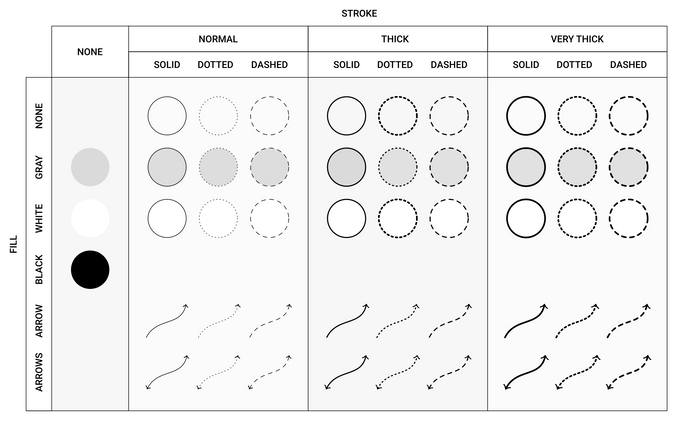 STROKE
NONE
NORMAL
THICK
VERY THICK
SOLID DOTTED DASHED
SOLID DOTTED DASHED
SOLID DOTTED DASHED
FILL
NONE
GRAY
WHITE
BLACK
ARROW
ARROWS